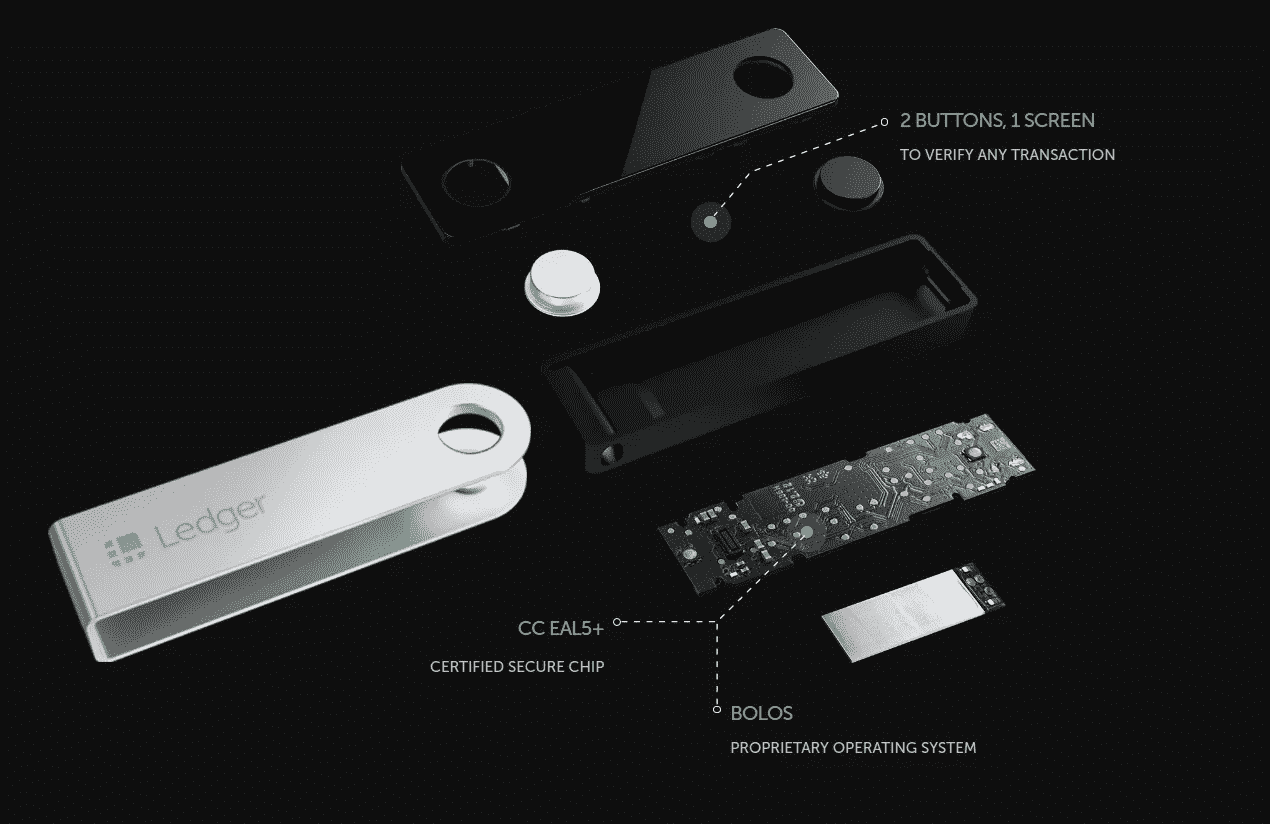 2 BUTTONS, 1 SCREEN
TO VERIFY ANY TRANSACTION
Ledger
CC EAL5+
CERTIFIED SECURE CHIP
BOLOS
PROPRIETARY OPERATING SYSTEM